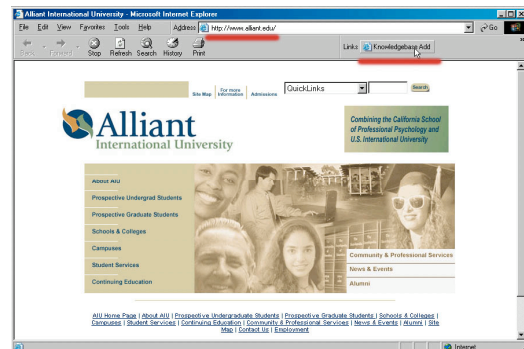 Alliant International University - Microsoft Internet Explorer
File Edit View Favorites Tools Help Address http://www.alliant.edu/ Go
Back Forward Stop Refresh Search History Print Links Knowledgebase Add
Site Map For more Information Admissions QuickLinks Search
Alliant
International University
Combining the California School
of Professional Psychology and
U.S. International University
About AIU
Prospective Undergrad Students
Prospective Graduate Students
Schools & Colleges
Campuses
Student Services
Continuing Education
Community & Professional Services
News & Events
Alumni
AIU Home Page | About AIU | Prospective Undergraduate Students | Prospective Graduate Students | Schools & Colleges |
Campuses | Student Services | Continuing Education | Community & Professional Services | News & Events | Alumni | Site
Map | Contact Us | Employment
Internet